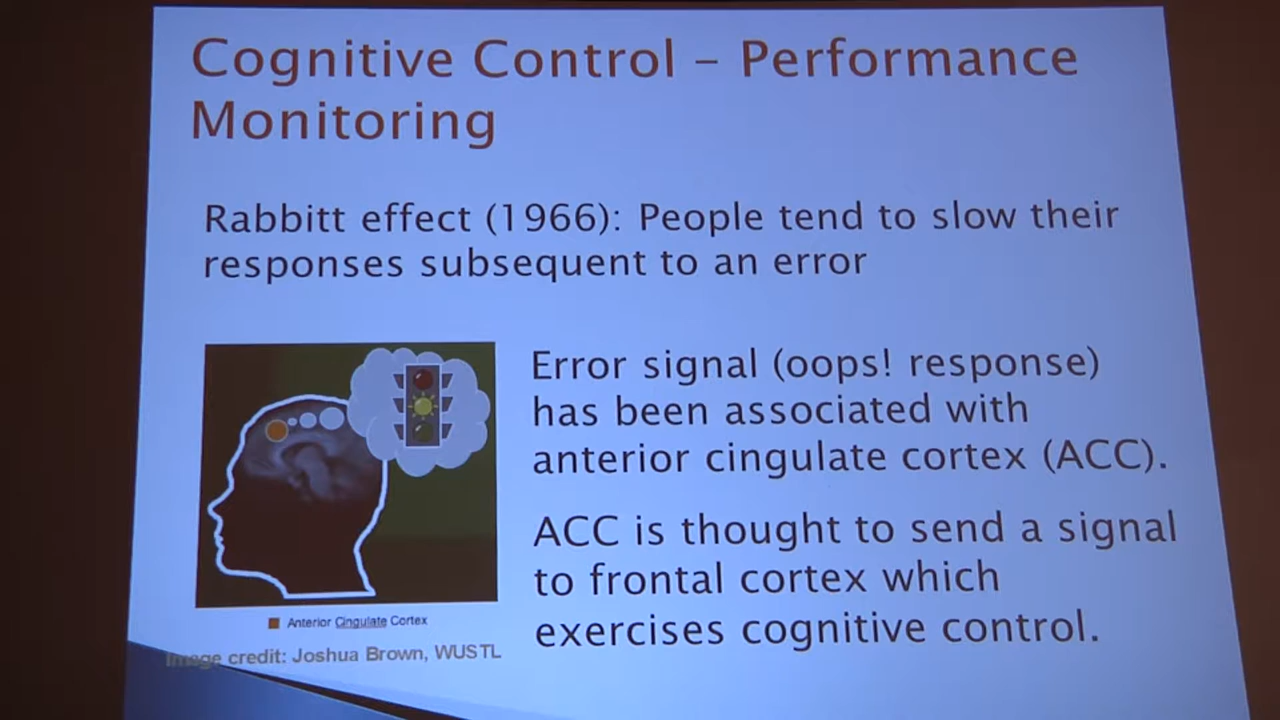 Cognitive Control – Performance
Monitoring
Rabbitt effect (1966): People tend to slow their
responses subsequent to an error
Error signal (oops! response)
has been associated with
anterior cingulate cortex (ACC).
ACC is thought to send a signal
to frontal cortex which
exercises cognitive control.
Anterior Cingulate Cortex
Image credit: Joshua Brown, WUSTL